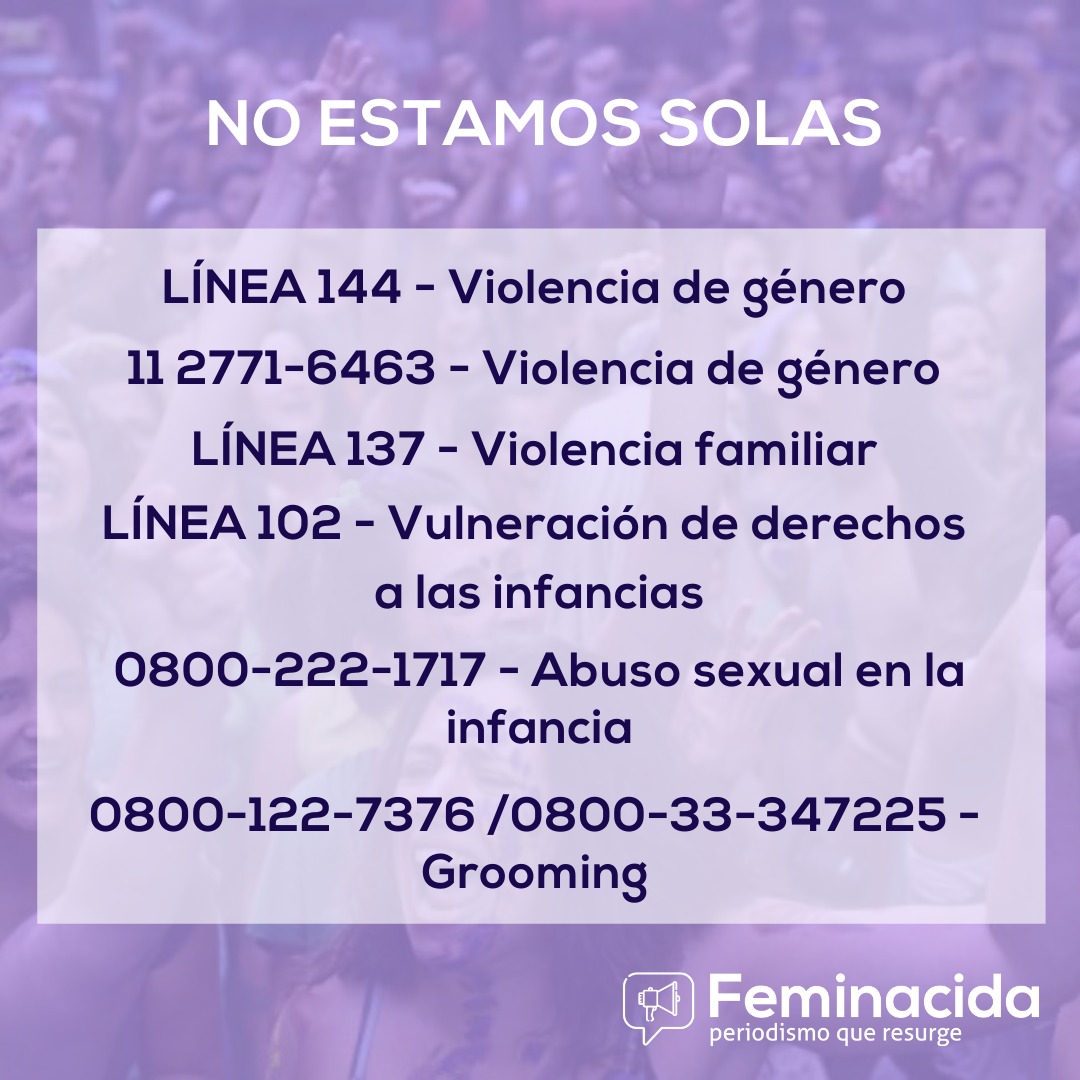 NO ESTAMOS SOLAS
LÍNEA 144 - Violencia de género
11 2771-6463 - Violencia de género
LÍNEA 137 - Violencia familiar
LÍNEA 102 - Vulneración de derechos
a las infancias
0800-222-1717 - Abuso sexual en la
infancia
0800-122-7376 /0800-33-347225 -
Grooming
Feminacida
periodismo que resurge